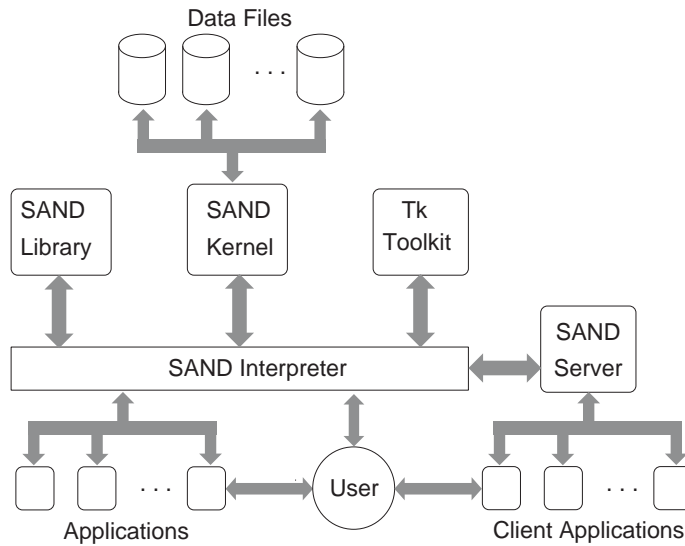 Data Files
. . .
SAND
Library
SAND
Kernel
Tk
Toolkit
SAND Interpreter
SAND
Server
. . .
User
. . .
Applications
Client Applications